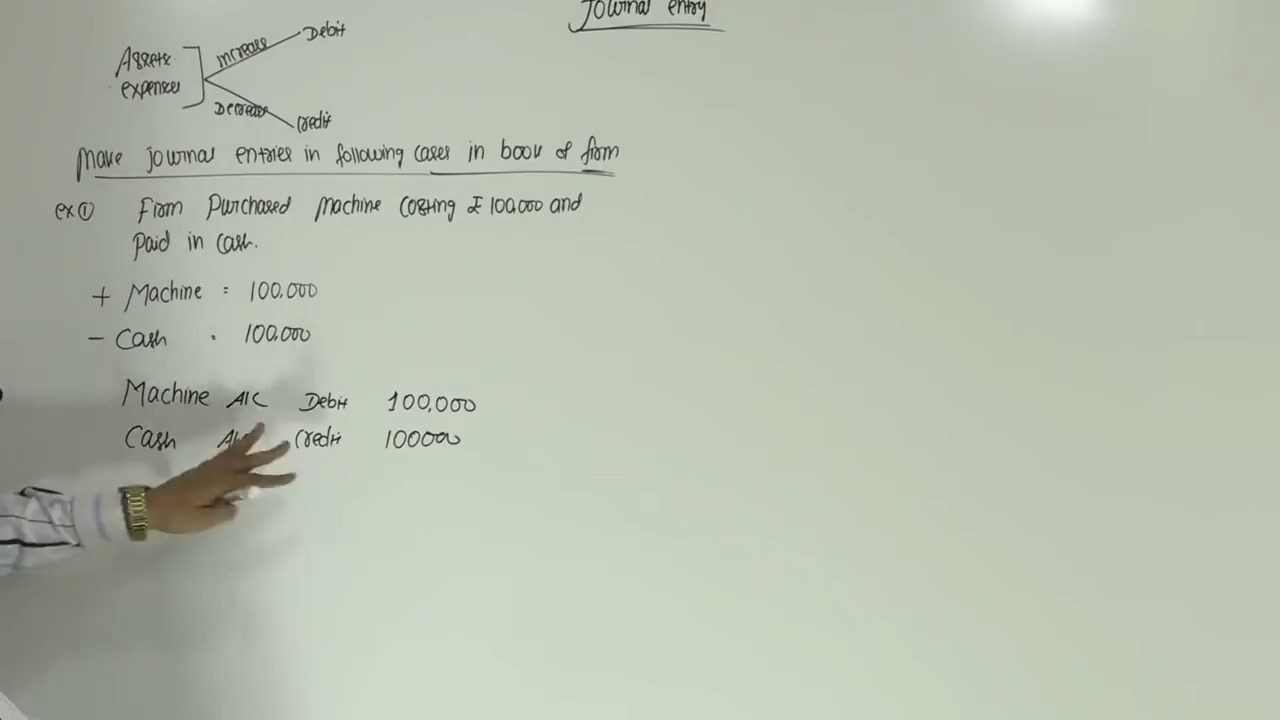 Journal entry
Assets
expenses
Increase
Debit
Decrease
Credit
Make journal entries in following cases in book of firm
ex ① Firm Purchased Machine Costing ₹ 100,000 and
Paid in Cash.
+ Machine = 100,000
- Cash = 100,000
Machine A/C Debit 100,000
Cash Credit 100000